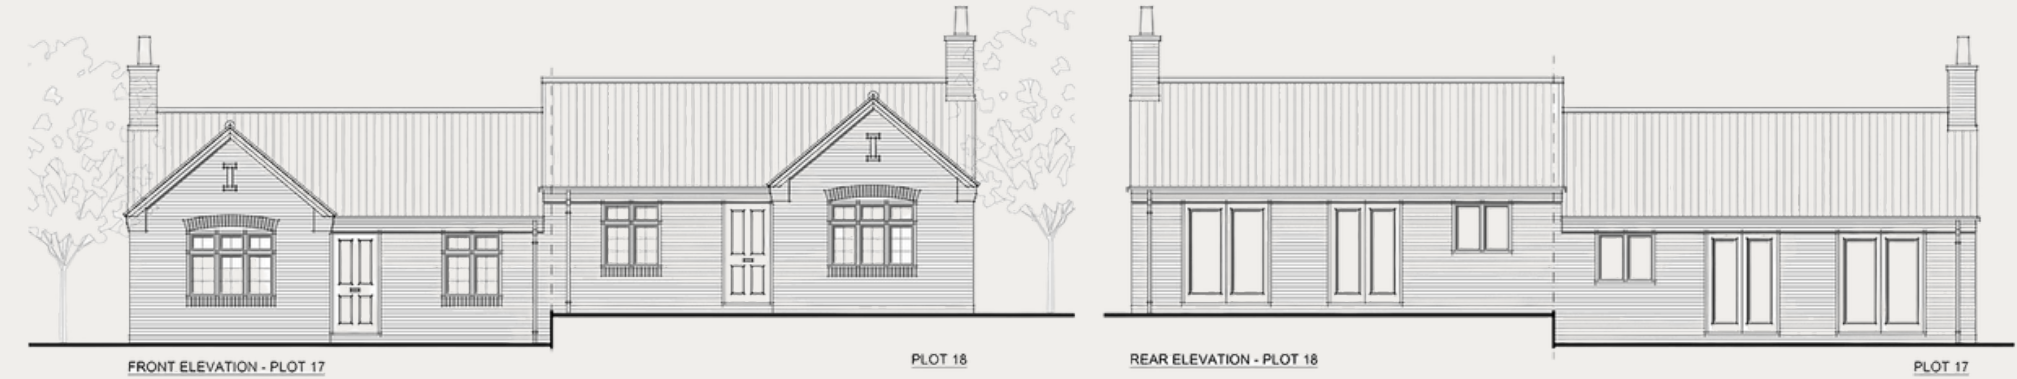 FRONT ELEVATION - PLOT 17
PLOT 18
REAR ELEVATION - PLOT 18
PLOT 17